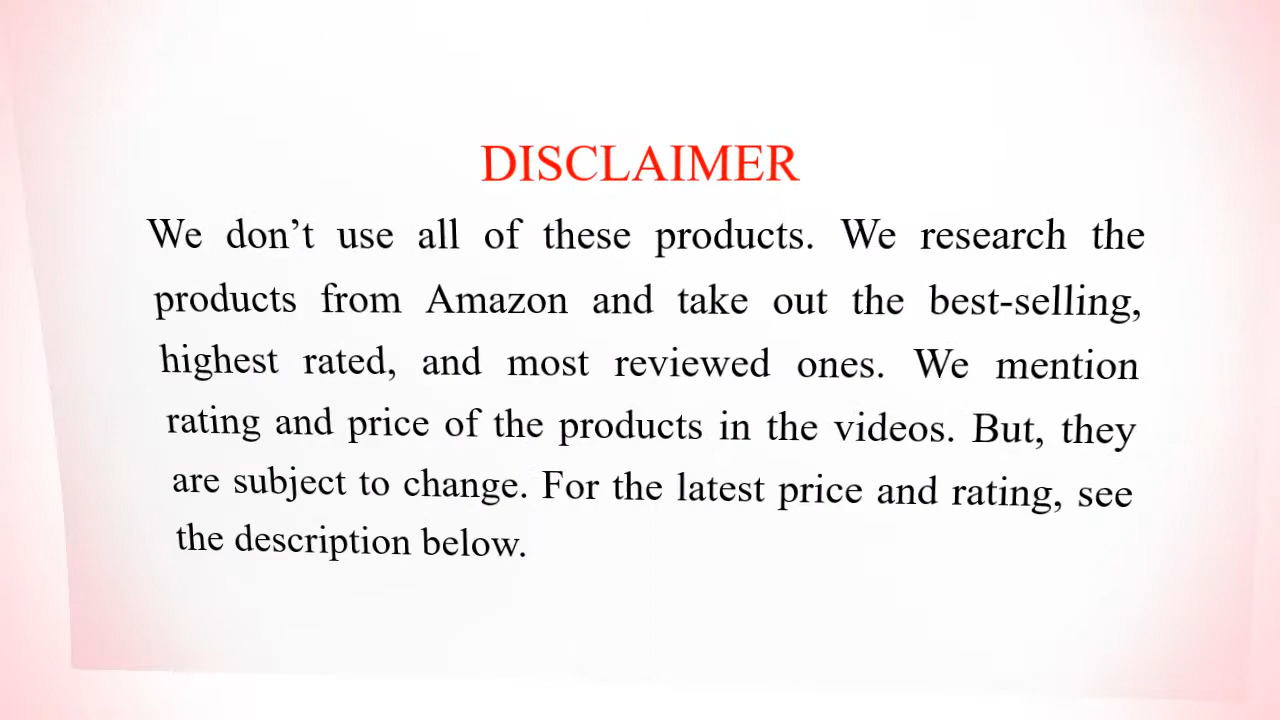 DISCLAIMER
We don’t use all of these products. We research the
products from Amazon and take out the best-selling,
highest rated, and most reviewed ones. We mention
rating and price of the products in the videos. But, they
are subject to change. For the latest price and rating, see
the description below.